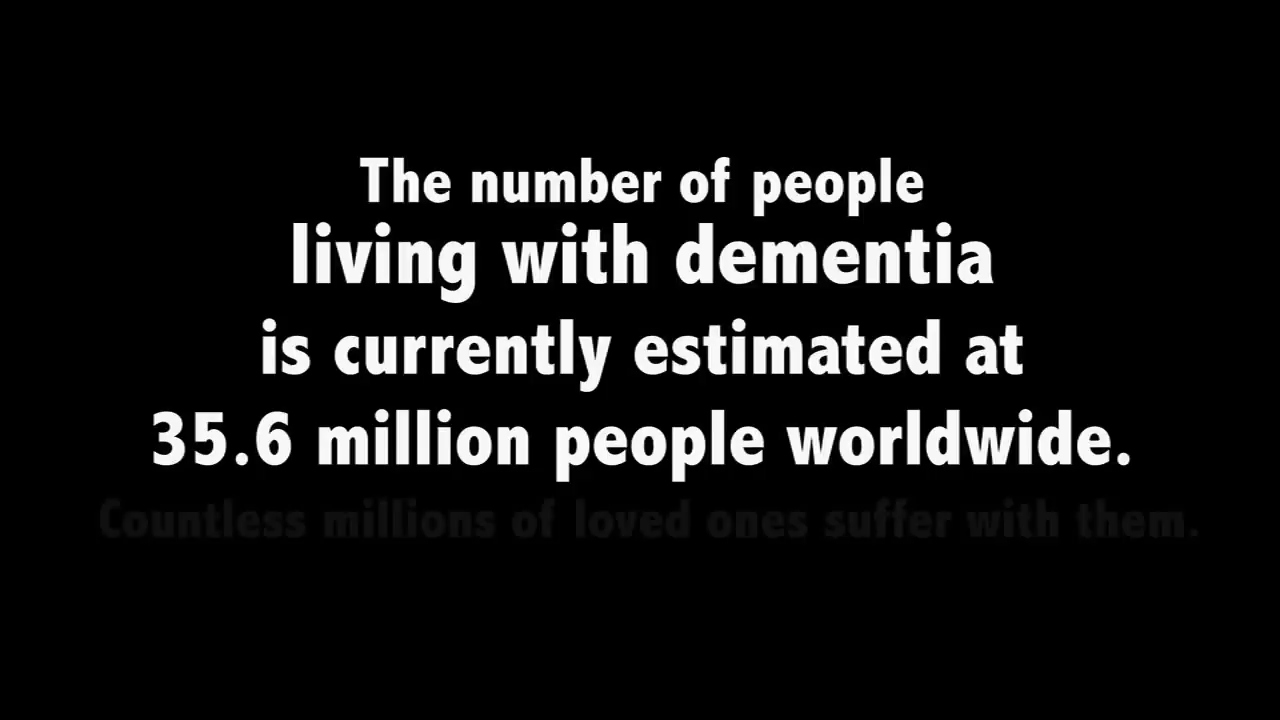 The number of people
living with dementia
is currently estimated at
35.6 million people worldwide.
Countless millions of loved ones suffer with them.